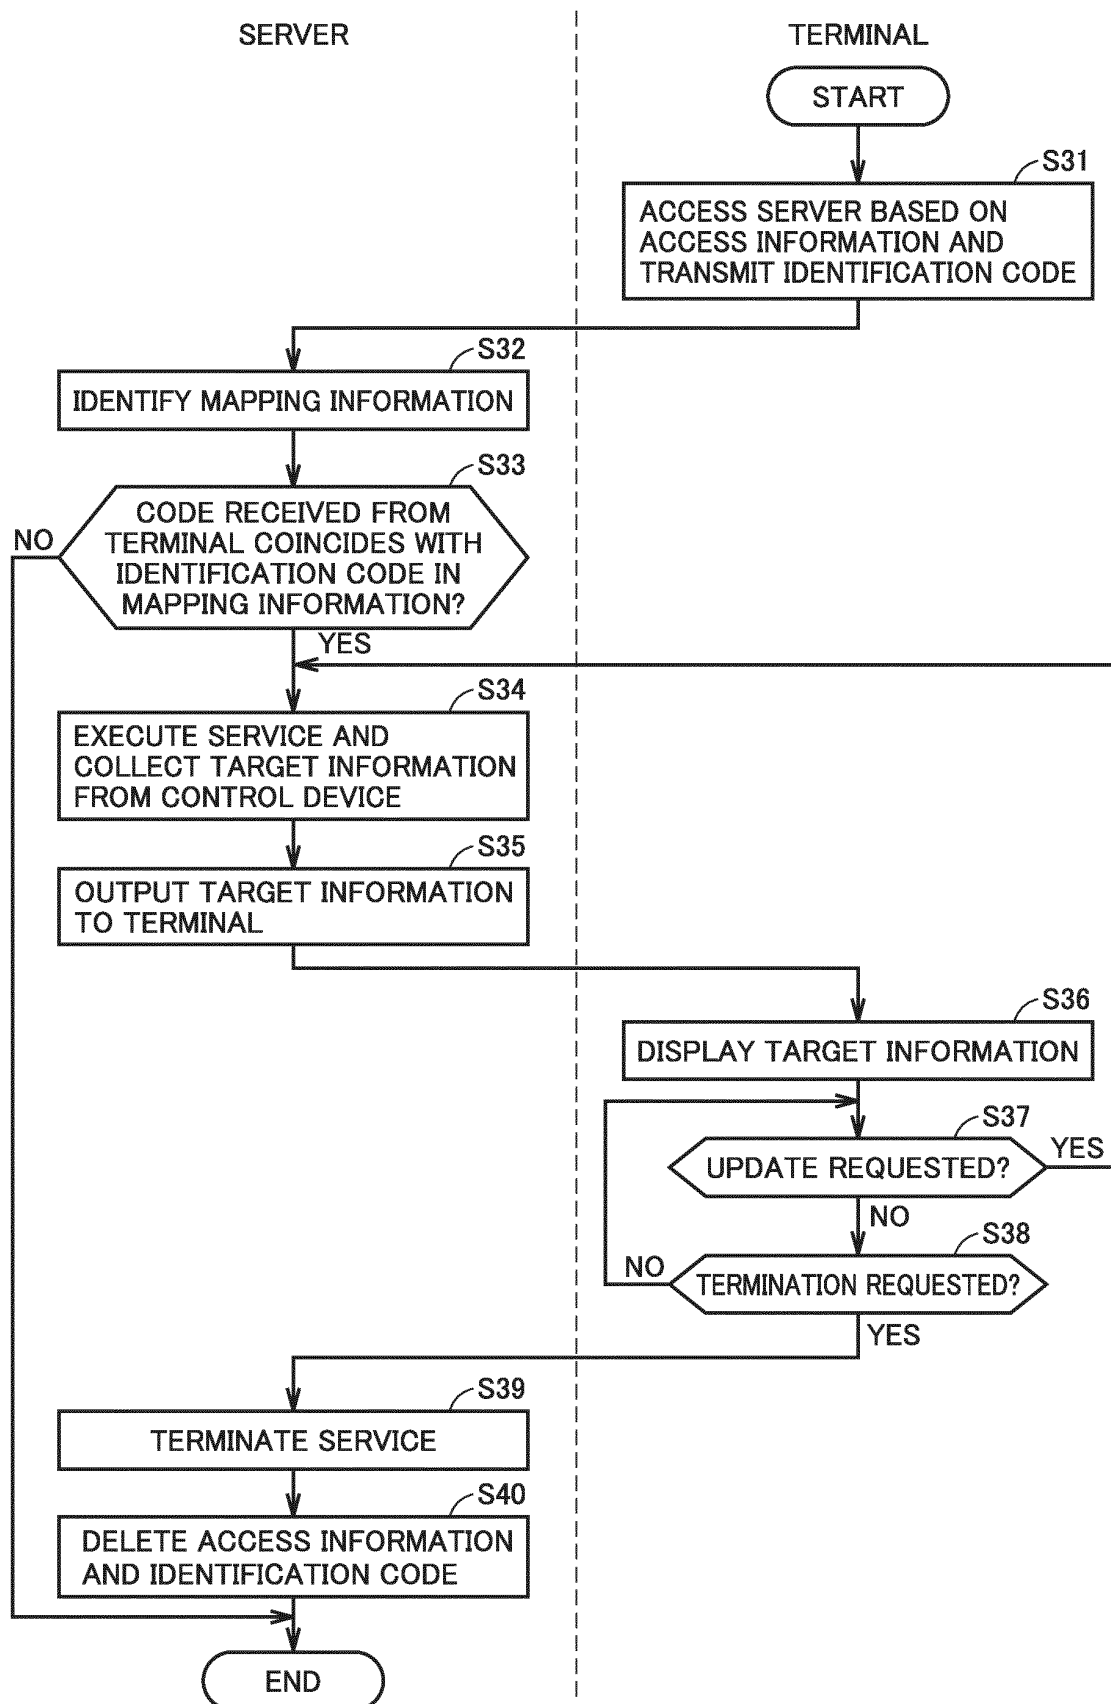 SERVER
TERMINAL
START
S31
ACCESS SERVER BASED ON
ACCESS INFORMATION AND
TRANSMIT IDENTIFICATION CODE
S32
IDENTIFY MAPPING INFORMATION
S33
CODE RECEIVED FROM
TERMINAL COINCIDES WITH
IDENTIFICATION CODE IN
MAPPING INFORMATION?
NO
YES
S34
EXECUTE SERVICE AND
COLLECT TARGET INFORMATION
FROM CONTROL DEVICE
S35
OUTPUT TARGET INFORMATION
TO TERMINAL
S36
DISPLAY TARGET INFORMATION
S37
UPDATE REQUESTED?
YES
NO
S38
TERMINATION REQUESTED?
NO
YES
S39
TERMINATE SERVICE
S40
DELETE ACCESS INFORMATION
AND IDENTIFICATION CODE
END